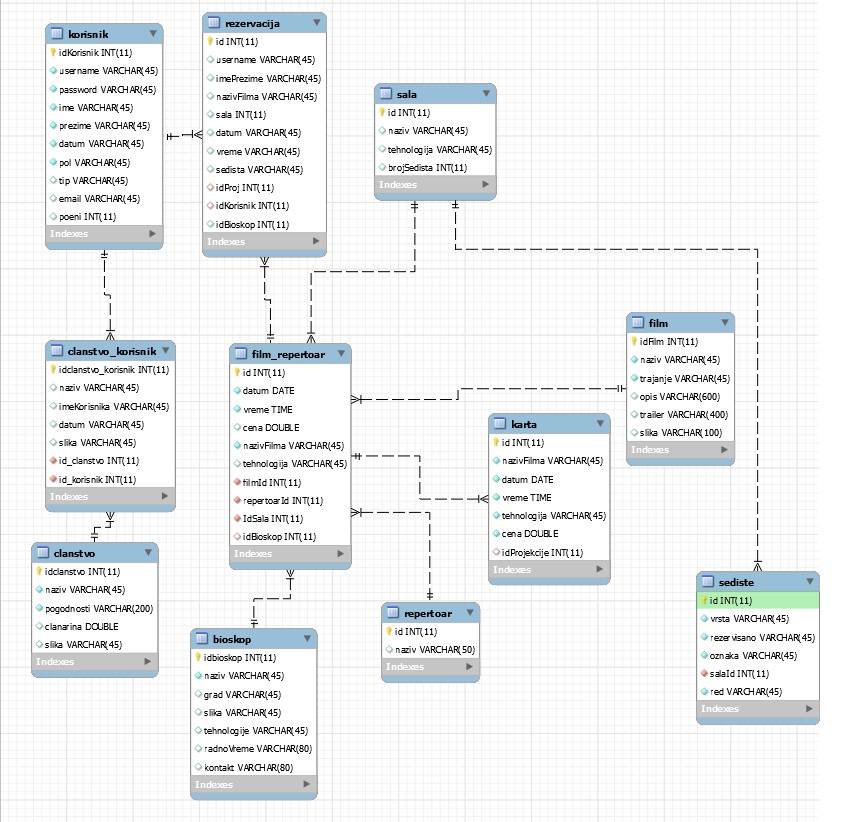 korisnik
idKorisnik INT(11)
username VARCHAR(45)
password VARCHAR(45)
ime VARCHAR(45)
prezime VARCHAR(45)
datum VARCHAR(45)
pol VARCHAR(45)
tip VARCHAR(45)
email VARCHAR(45)
poeni INT(11)
Indexes
rezervacija
id INT(11)
username VARCHAR(45)
imePrezime VARCHAR(45)
nazivFilma VARCHAR(45)
sala INT(11)
datum VARCHAR(45)
vreme VARCHAR(45)
sedista VARCHAR(45)
idProj INT(11)
idKorisnik INT(11)
idBioskop INT(11)
Indexes
sala
id INT(11)
naziv VARCHAR(45)
tehnologija VARCHAR(45)
brojSedista INT(11)
Indexes
film
idFilm INT(11)
naziv VARCHAR(45)
trajanje VARCHAR(45)
opis VARCHAR(600)
trailer VARCHAR(400)
slika VARCHAR(100)
Indexes
clanstvo_korisnik
idclanstvo_korisnik INT(11)
naziv VARCHAR(45)
imeKorisnika VARCHAR(45)
datum VARCHAR(45)
slika VARCHAR(45)
id_clanstvo INT(11)
id_korisnik INT(11)
Indexes
film_repertoar
id INT(11)
datum DATE
vreme TIME
cena DOUBLE
nazivFilma VARCHAR(45)
tehnologija VARCHAR(45)
filmId INT(11)
repertoarId INT(11)
IdSala INT(11)
idBioskop INT(11)
Indexes
karta
id INT(11)
nazivFilma VARCHAR(45)
datum DATE
vreme TIME
tehnologija VARCHAR(45)
cena DOUBLE
idProjekcije INT(11)
Indexes
clanstvo
idclanstvo INT(11)
naziv VARCHAR(45)
pogodnosti VARCHAR(200)
clanarina DOUBLE
slika VARCHAR(45)
Indexes
bioskop
idbioskop INT(11)
naziv VARCHAR(45)
grad VARCHAR(45)
slika VARCHAR(45)
tehnologije VARCHAR(45)
radnoVreme VARCHAR(80)
kontakt VARCHAR(80)
Indexes
repertoar
id INT(11)
naziv VARCHAR(50)
Indexes
sediste
id INT(11)
vrsta VARCHAR(45)
rezervisano VARCHAR(45)
oznaka VARCHAR(45)
salaId INT(11)
red VARCHAR(45)
Indexes